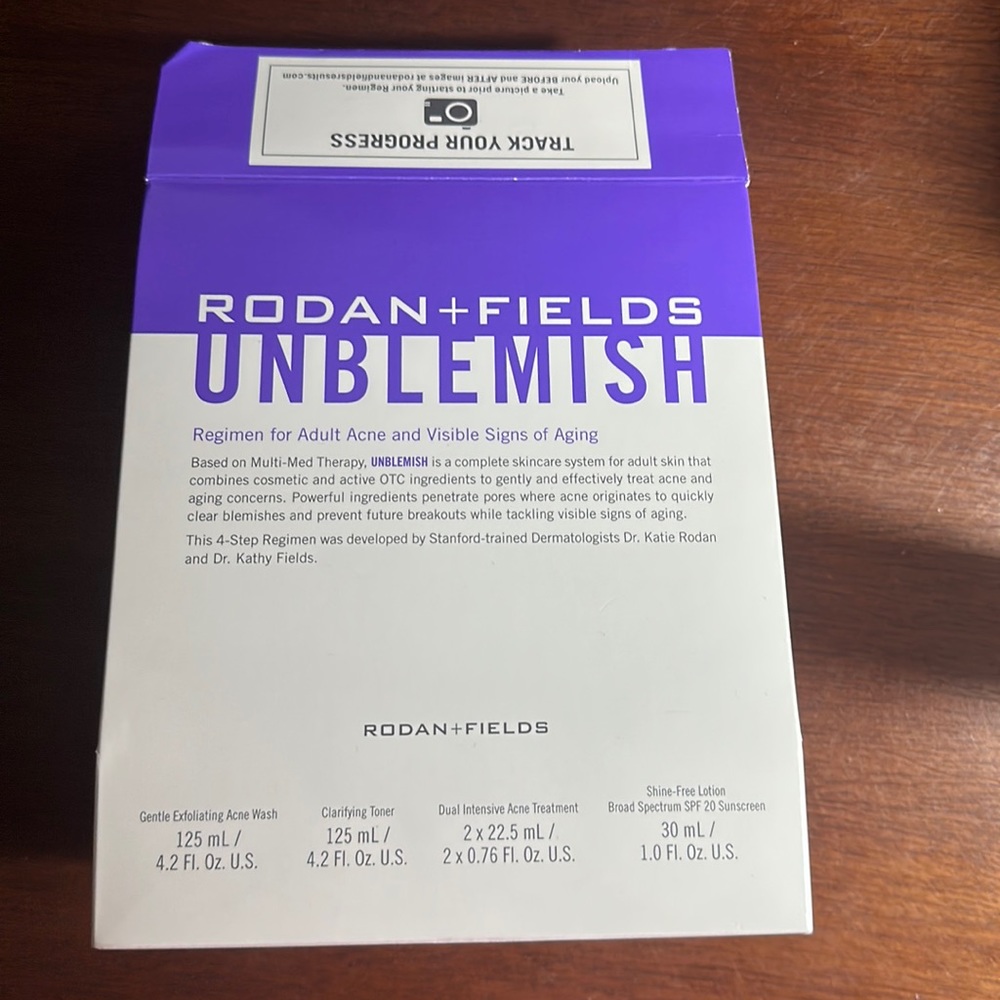 TRACK YOUR PROGRESS
Take a picture prior to starting your Regimen.
Upload your BEFORE and AFTER images at rodanandfieldsresults.com
RODAN+FIELDS
UNBLEMISH
Regimen for Adult Acne and Visible Signs of Aging
Based on Multi-Med Therapy, UNBLEMISH is a complete skincare system for adult skin that
combines cosmetic and active OTC ingredients to gently and effectively treat acne and
aging concerns. Powerful ingredients penetrate pores where acne originates to quickly
clear blemishes and prevent future breakouts while tackling visible signs of aging.
This 4-Step Regimen was developed by Stanford-trained Dermatologists Dr. Katie Rodan
and Dr. Kathy Fields.
RODAN+FIELDS
Gentle Exfoliating Acne Wash
125 mL /
4.2 Fl. Oz. U.S.
Clarifying Toner
125 mL /
4.2 Fl. Oz. U.S.
Dual Intensive Acne Treatment
2 x 22.5 mL /
2 x 0.76 Fl. Oz. U.S.
Shine-Free Lotion
Broad Spectrum SPF 20 Sunscreen
30 mL /
1.0 Fl. Oz. U.S.